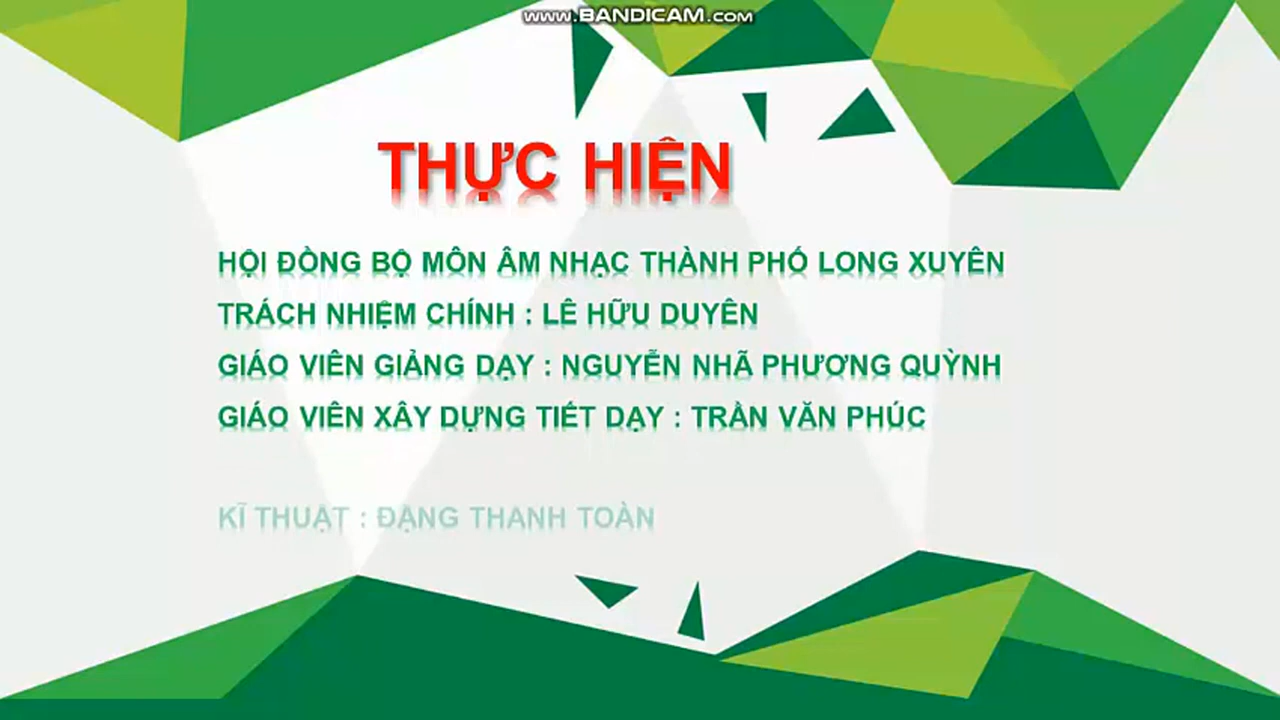 www.BANDICAM.com
THỰC HIỆN
HỘI ĐỒNG BỘ MÔN ÂM NHẠC THÀNH PHỐ LONG XUYÊN
TRÁCH NHIỆM CHÍNH : LÊ HỮU DUYÊN
GIÁO VIÊN GIẢNG DẠY : NGUYỄN NHÃ PHƯƠNG QUỲNH
GIÁO VIÊN XÂY DỰNG TIẾT DẠY : TRẦN VĂN PHÚC
KĨ THUẬT : ĐẶNG THANH TOÀN